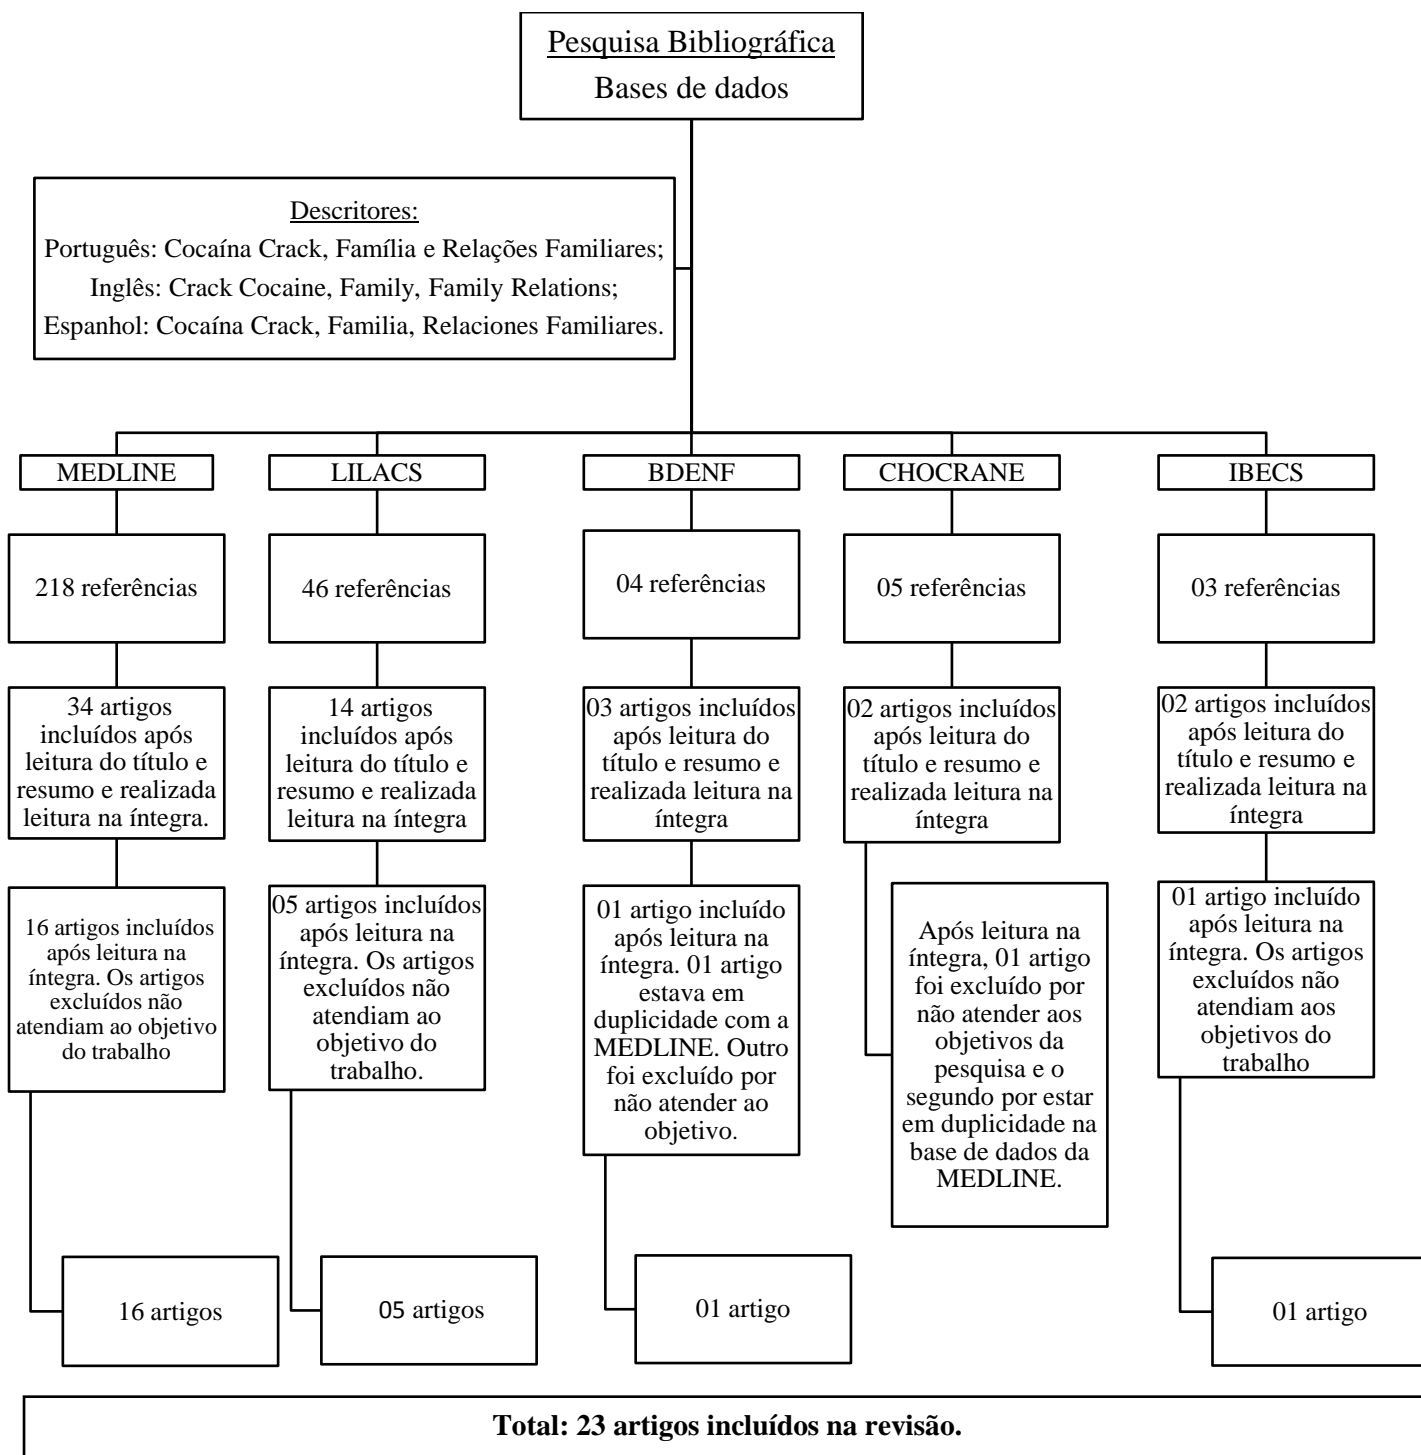 Pesquisa Bibliográfica
Bases de dados
Descritores:
Português: Cocaína Crack, Família e Relações Familiares;
Inglês: Crack Cocaine, Family, Family Relations;
Espanhol: Cocaína Crack, Familia, Relaciones Familiares.
MEDLINE
LILACS
BDENF
CHOCRANE
IBECS
218 referências
46 referências
04 referências
05 referências
03 referências
34 artigos
incluídos após
leitura do título e
resumo e realizada
leitura na íntegra.
14 artigos
incluídos após
leitura do título e
resumo e realizada
leitura na íntegra
03 artigos incluídos
após leitura do
título e resumo e
realizada leitura na
íntegra
02 artigos incluídos
após leitura do
título e resumo e
realizada leitura na
íntegra
02 artigos incluídos
após leitura do
título e resumo e
realizada leitura na
íntegra
16 artigos incluídos
após leitura na
íntegra. Os artigos
excluídos não
atendiam ao objetivo
do trabalho
05 artigos incluídos
após leitura na
íntegra. Os artigos
excluídos não
atendiam ao
objetivo do
trabalho.
01 artigo incluído
após leitura na
íntegra. 01 artigo
estava em
duplicidade com a
MEDLINE. Outro
foi excluído por
não atender ao
objetivo.
Após leitura na
íntegra, 01 artigo
foi excluído por
não atender aos
objetivos da
pesquisa e o
segundo por estar
em duplicidade na
base de dados da
MEDLINE.
01 artigo incluído
após leitura na
íntegra. Os artigos
excluídos não
atendiam aos
objetivos do
trabalho
16 artigos
05 artigos
01 artigo
01 artigo
Total: 23 artigos incluídos na revisão.